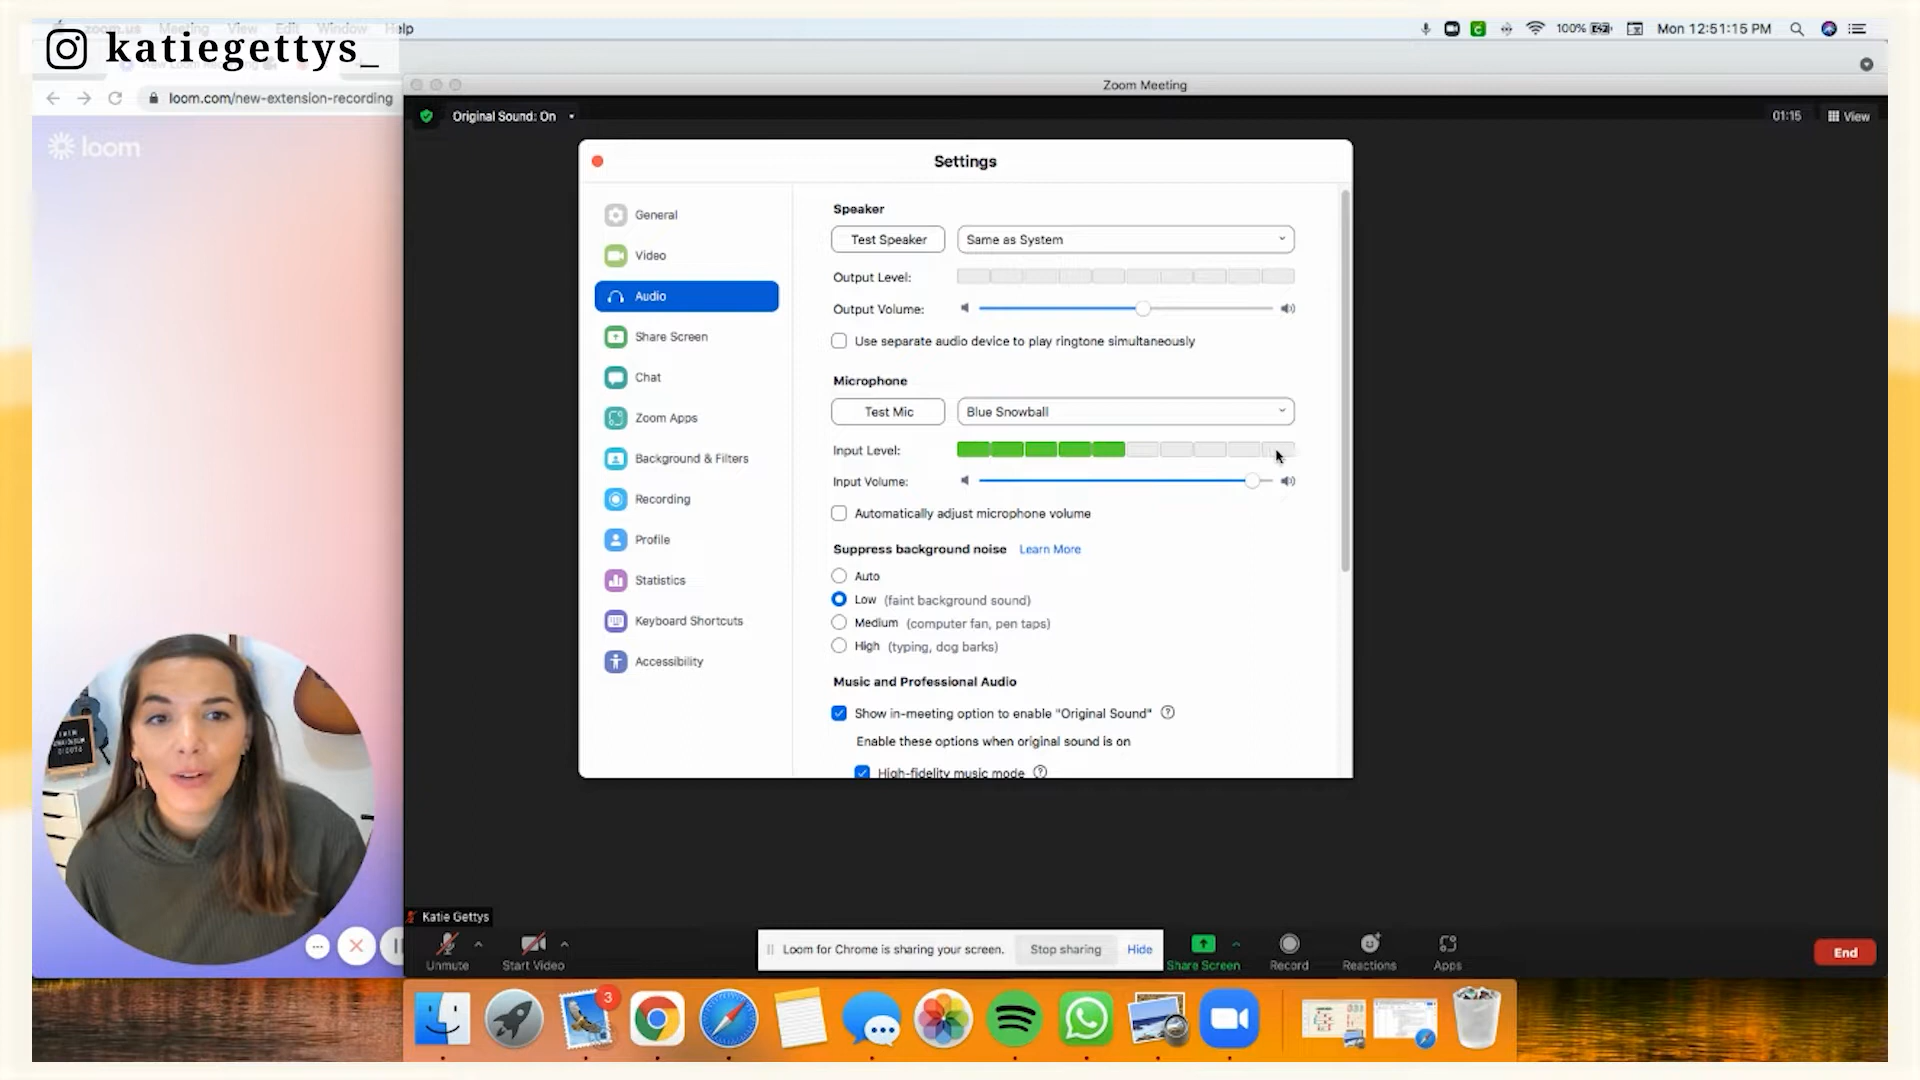 zoom.us Meeting View Edit Window Help
100% Mon 12:51:15 PM
katiegettys_
loom.com/new-extension-recording
Zoom Meeting
loom
Original Sound: On
01:15 View
Settings
General
Video
Audio
Share Screen
Chat
Zoom Apps
Background & Filters
Recording
Profile
Statistics
Keyboard Shortcuts
Accessibility
Speaker
Test Speaker Same as System
Output Level:
Output Volume:
Use separate audio device to play ringtone simultaneously
Microphone
Test Mic Blue Snowball
Input Level:
Input Volume:
Automatically adjust microphone volume
Suppress background noise Learn More
Auto
Low (faint background sound)
Medium (computer fan, pen taps)
High (typing, dog barks)
Music and Professional Audio
Show in-meeting option to enable "Original Sound"
Enable these options when original sound is on
High-fidelity music mode
Katie Gettys
Unmute
Start Video
Loom for Chrome is sharing your screen. Stop sharing Hide
Share Screen
Record
Reactions
Apps
End
3